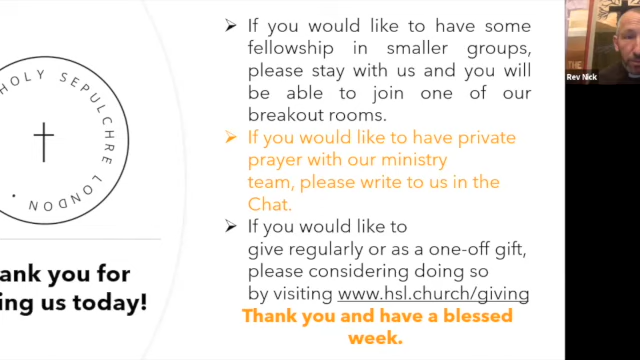 HOLY SEPULCHRE LONDON •
ank you for
ing us today!
➢ If you would like to have some
fellowship in smaller groups,
please stay with us and you will
be able to join one of our
breakout rooms.
➢ If you would like to have private
prayer with our ministry
team, please write to us in the
Chat.
➢ If you would like to
give regularly or as a one-off gift,
please considering doing so
by visiting www.hsl.church/giving
Thank you and have a blessed
week.
Rev Nick